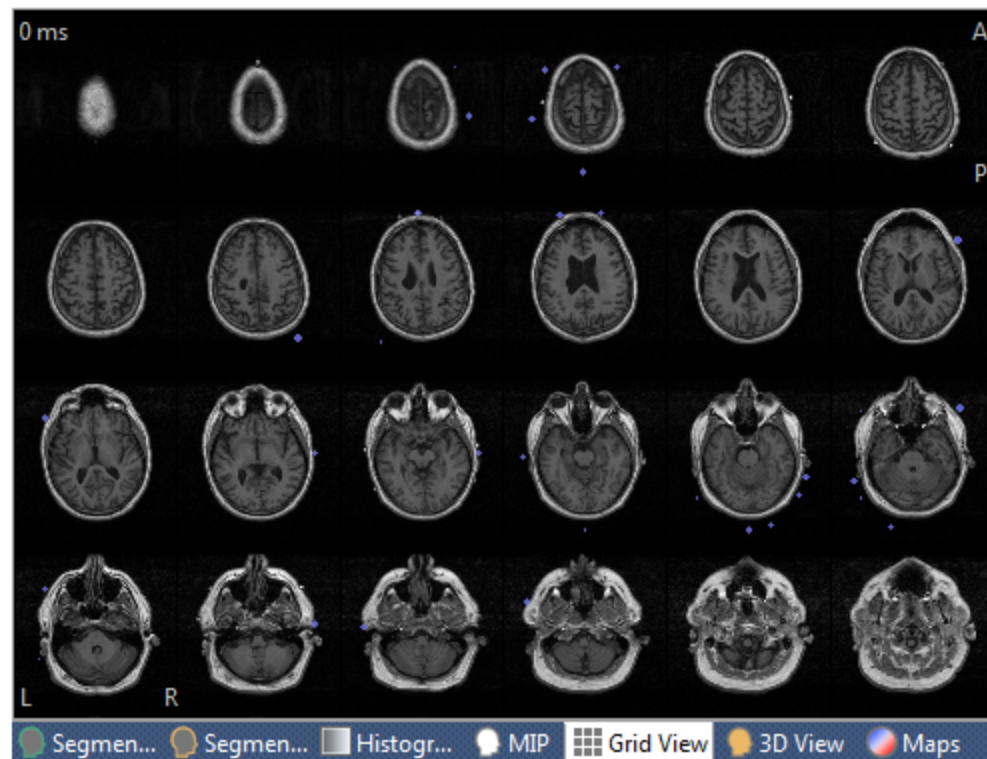 0 ms
A
P
L
R
Segmen...
Segmen...
Histogr...
MIP
Grid View
3D View
Maps